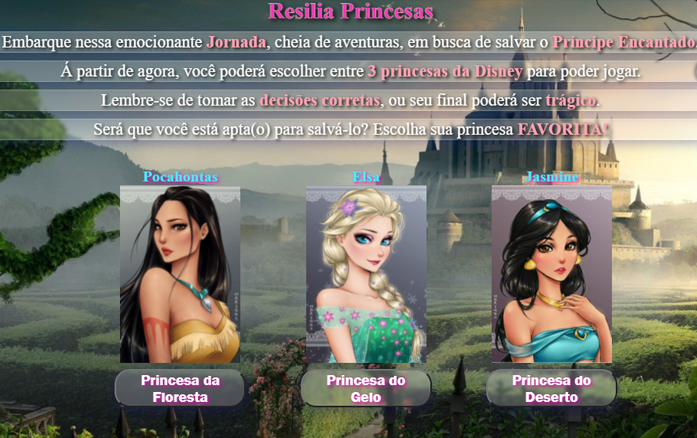 Resilia Princesas
Embarque nessa emocionante Jornada, cheia de aventuras, em busca de salvar o Príncipe Encantado
Á partir de agora, você poderá escolher entre 3 princesas da Disney para poder jogar.
Lembre-se de tomar as decisões corretas, ou seu final poderá ser trágico.
Será que você está apta(o) para salvá-lo? Escolha sua princesa FAVORITA!
Pocahontas
Elsa
Jasmine
Princesa da
Floresta
Princesa do
Gelo
Princesa do
Deserto